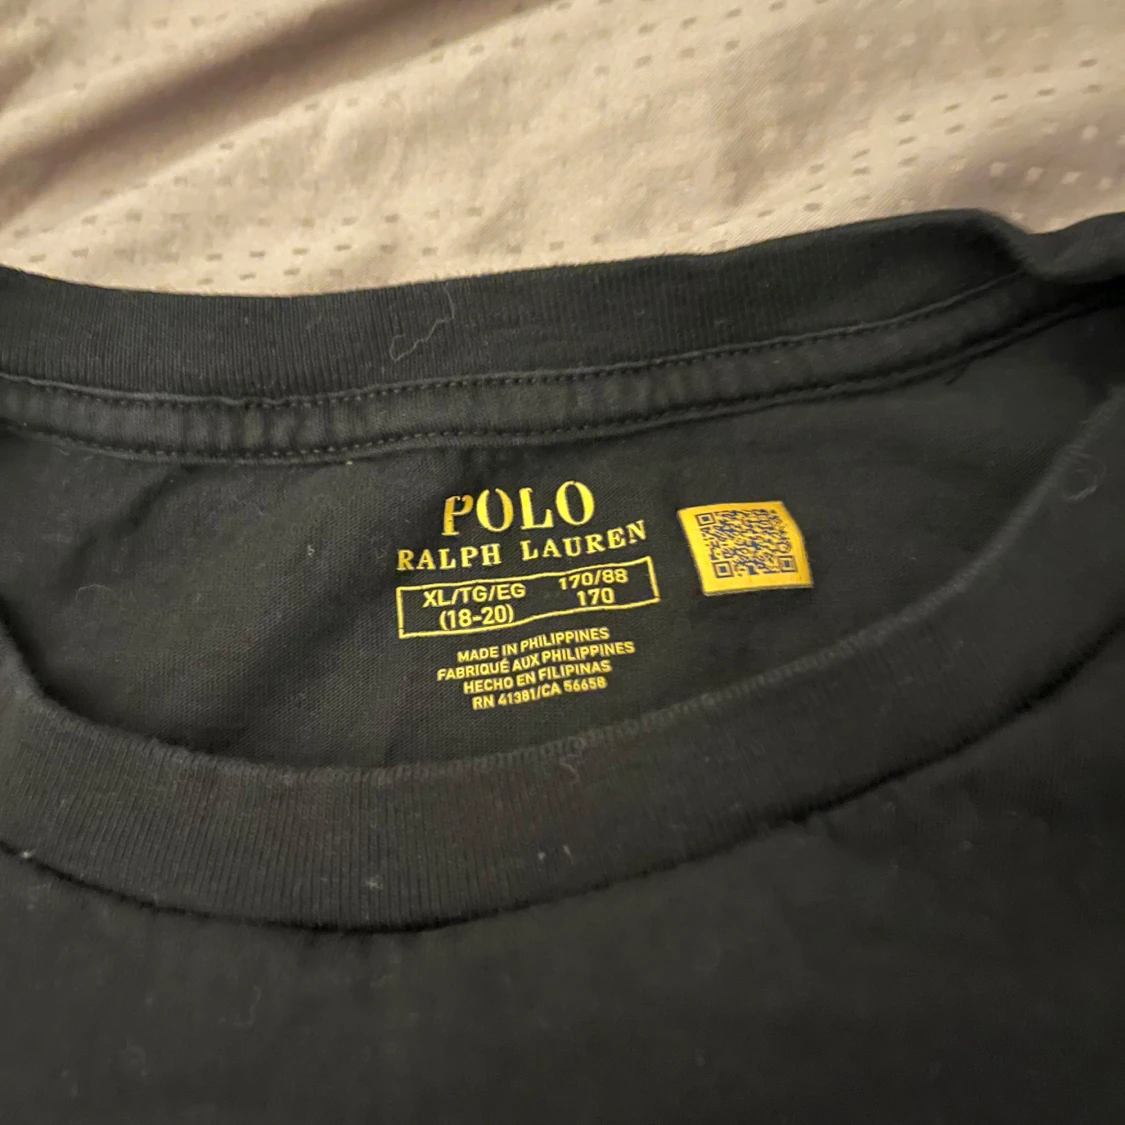 POLO
RALPH LAUREN
XL/TG/EG 170/88
(18-20) 170
MADE IN PHILIPPINES
FABRIQUÉ AUX PHILIPPINES
HECHO EN FILIPINAS
RN 41381/CA 56658